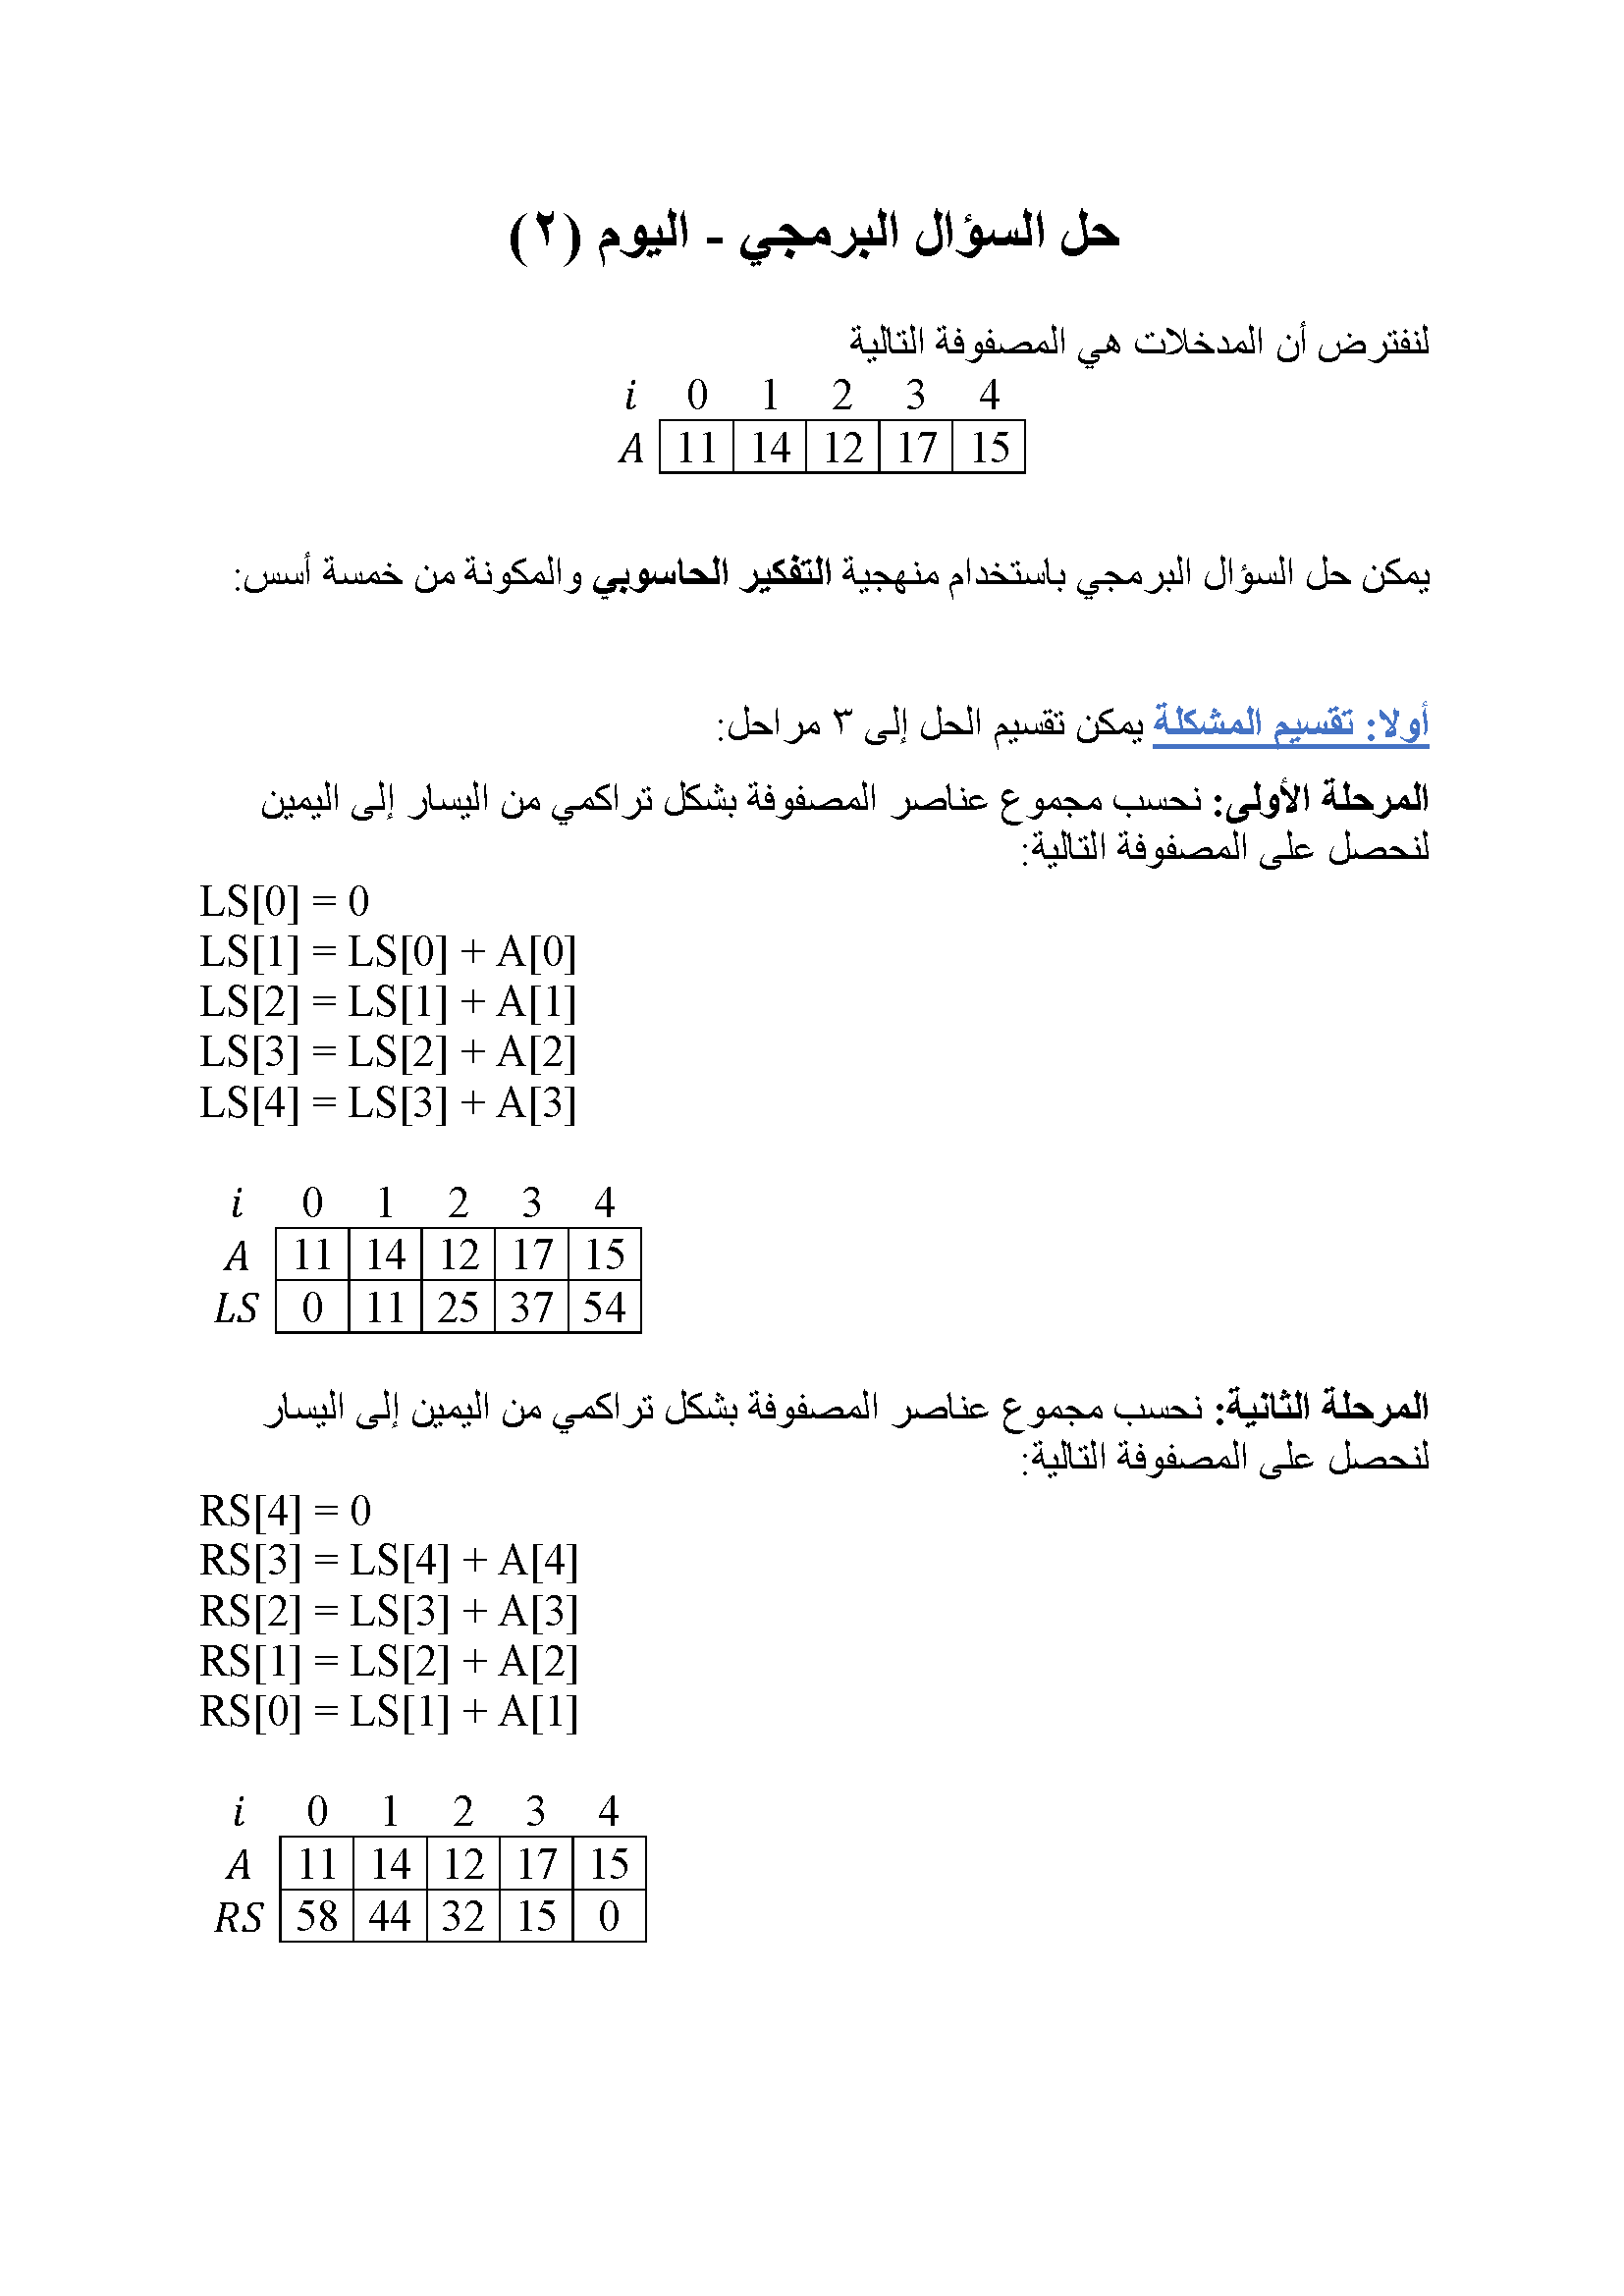 حل السؤال البرمجي - اليوم (٢)
لنفترض أن المدخلات هي المصفوفة التالية
i 0 1 2 3 4
A 11 14 12 17 15
يمكن حل السؤال البرمجي باستخدام منهجية التفكير الحاسوبي والمكونة من خمسة أسس:
أولا: تقسيم المشكلة يمكن تقسيم الحل إلى ٣ مراحل:
المرحلة الأولى: نحسب مجموع عناصر المصفوفة بشكل تراكمي من اليسار إلى اليمين
لنحصل على المصفوفة التالية:
LS[0] = 0
LS[1] = LS[0] + A[0]
LS[2] = LS[1] + A[1]
LS[3] = LS[2] + A[2]
LS[4] = LS[3] + A[3]
i 0 1 2 3 4
A 11 14 12 17 15
LS 0 11 25 37 54
المرحلة الثانية: نحسب مجموع عناصر المصفوفة بشكل تراكمي من اليمين إلى اليسار
لنحصل على المصفوفة التالية:
RS[4] = 0
RS[3] = LS[4] + A[4]
RS[2] = LS[3] + A[3]
RS[1] = LS[2] + A[2]
RS[0] = LS[1] + A[1]
i 0 1 2 3 4
A 11 14 12 17 15
RS 58 44 32 15 0